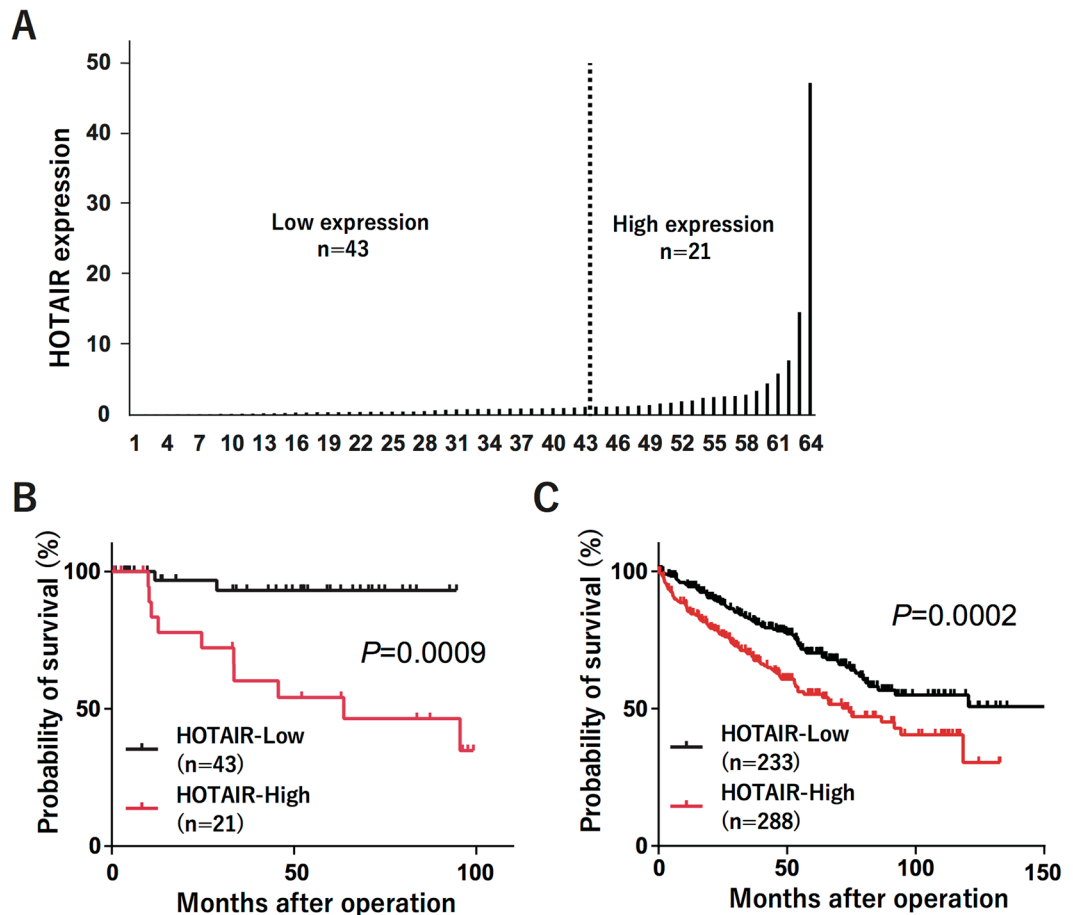 A
HOTAIR expression
50
40
30
20
10
0
Low expression
n=43
High expression
n=21
1 4 7 10 13 16 19 22 25 28 31 34 37 40 43 46 49 52 55 58 61 64
B
Probability of survival (%)
100
50
0
P=0.0009
HOTAIR-Low
(n=43)
HOTAIR-High
(n=21)
0 50 100
Months after operation
C
Probability of survival (%)
100
50
0
P=0.0002
HOTAIR-Low
(n=233)
HOTAIR-High
(n=288)
0 50 100 150
Months after operation